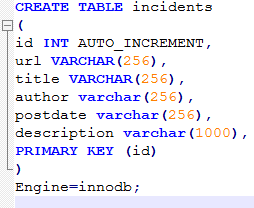 CREATE TABLE incidents
(
id INT AUTO_INCREMENT,
url VARCHAR(256),
title VARCHAR(256),
author varchar(256),
postdate varchar(256),
description varchar(1000),
PRIMARY KEY (id)
)
Engine=innodb;